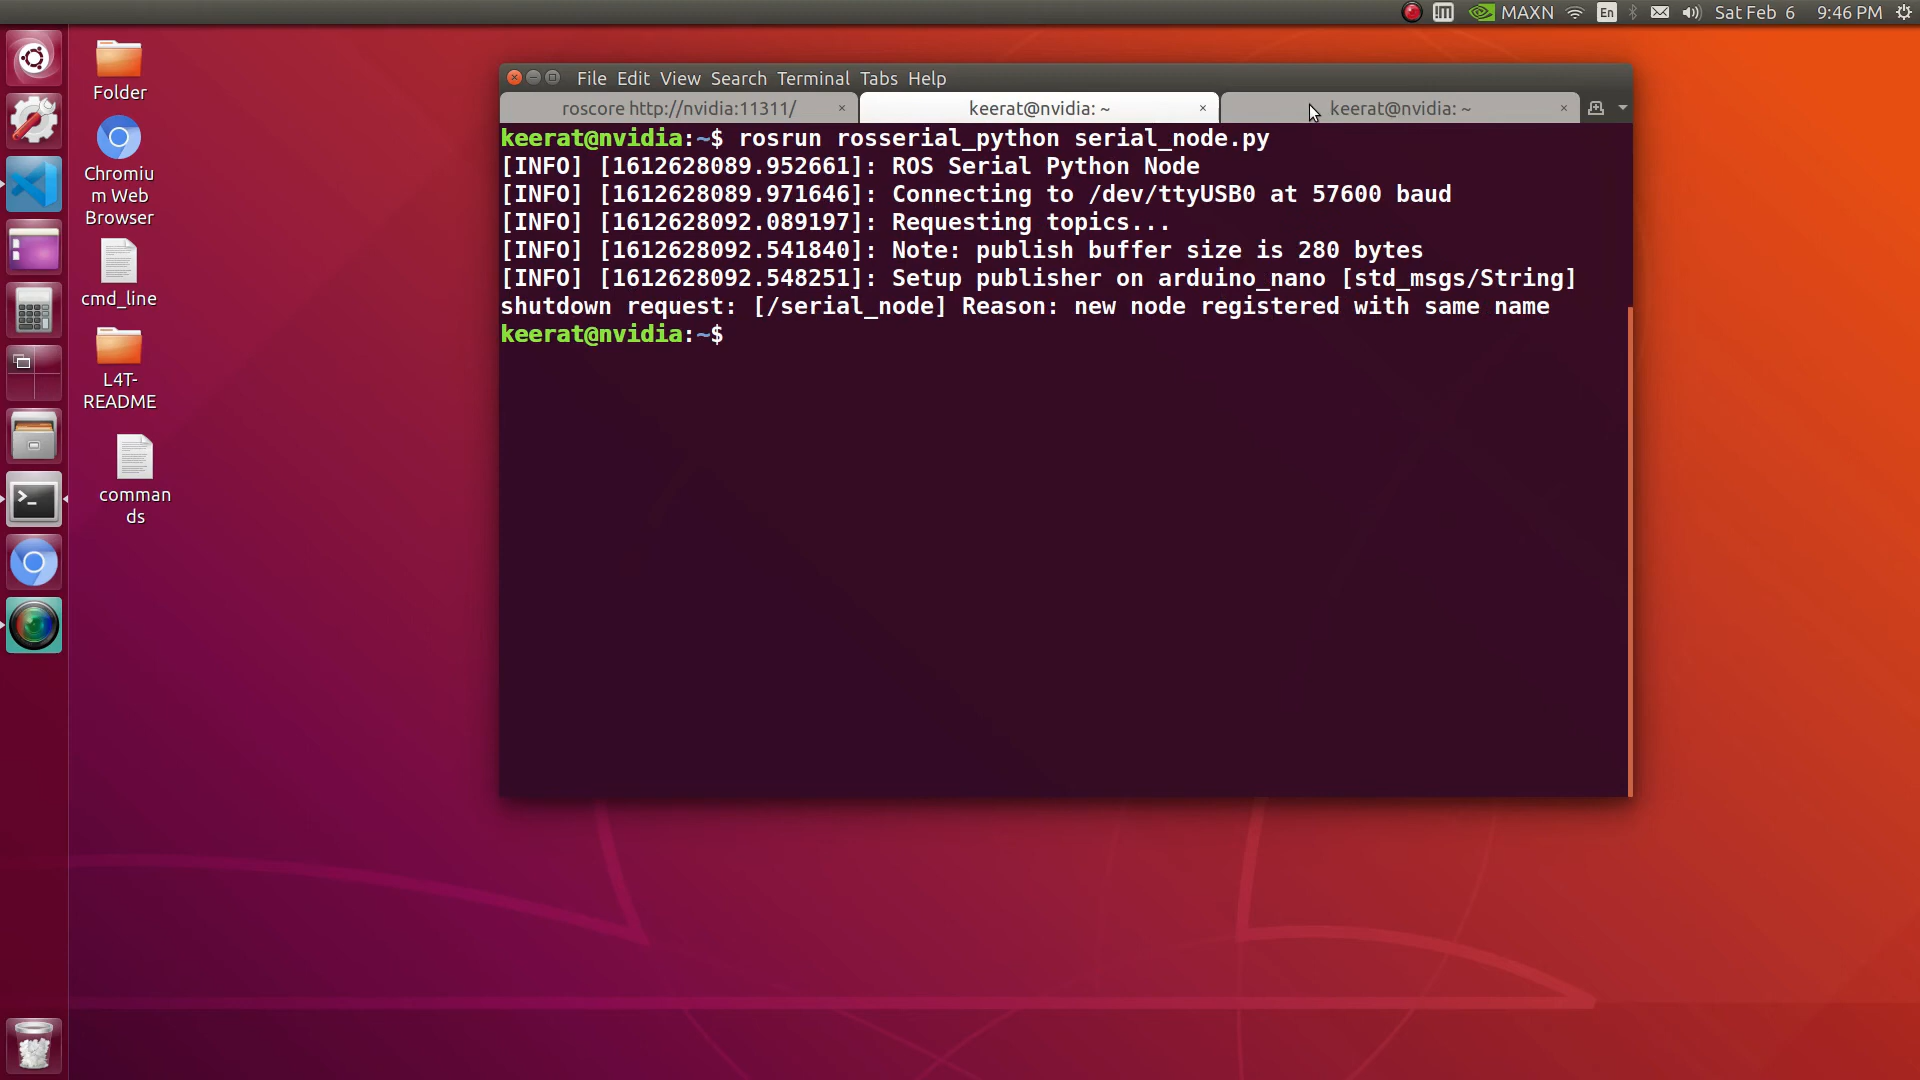 MAXN En Sat Feb 6 9:46 PM
Folder
Chromiu
m Web
Browser
cmd_line
L4T-
README
comman
ds
File Edit View Search Terminal Tabs Help
roscore http://nvidia:11311/ × keerat@nvidia: ~ × keerat@nvidia: ~ ×
keerat@nvidia:~$ rosrun rosserial_python serial_node.py
[INFO] [1612628089.952661]: ROS Serial Python Node
[INFO] [1612628089.971646]: Connecting to /dev/ttyUSB0 at 57600 baud
[INFO] [1612628092.089197]: Requesting topics...
[INFO] [1612628092.541840]: Note: publish buffer size is 280 bytes
[INFO] [1612628092.548251]: Setup publisher on arduino_nano [std_msgs/String]
shutdown request: [/serial_node] Reason: new node registered with same name
keerat@nvidia:~$